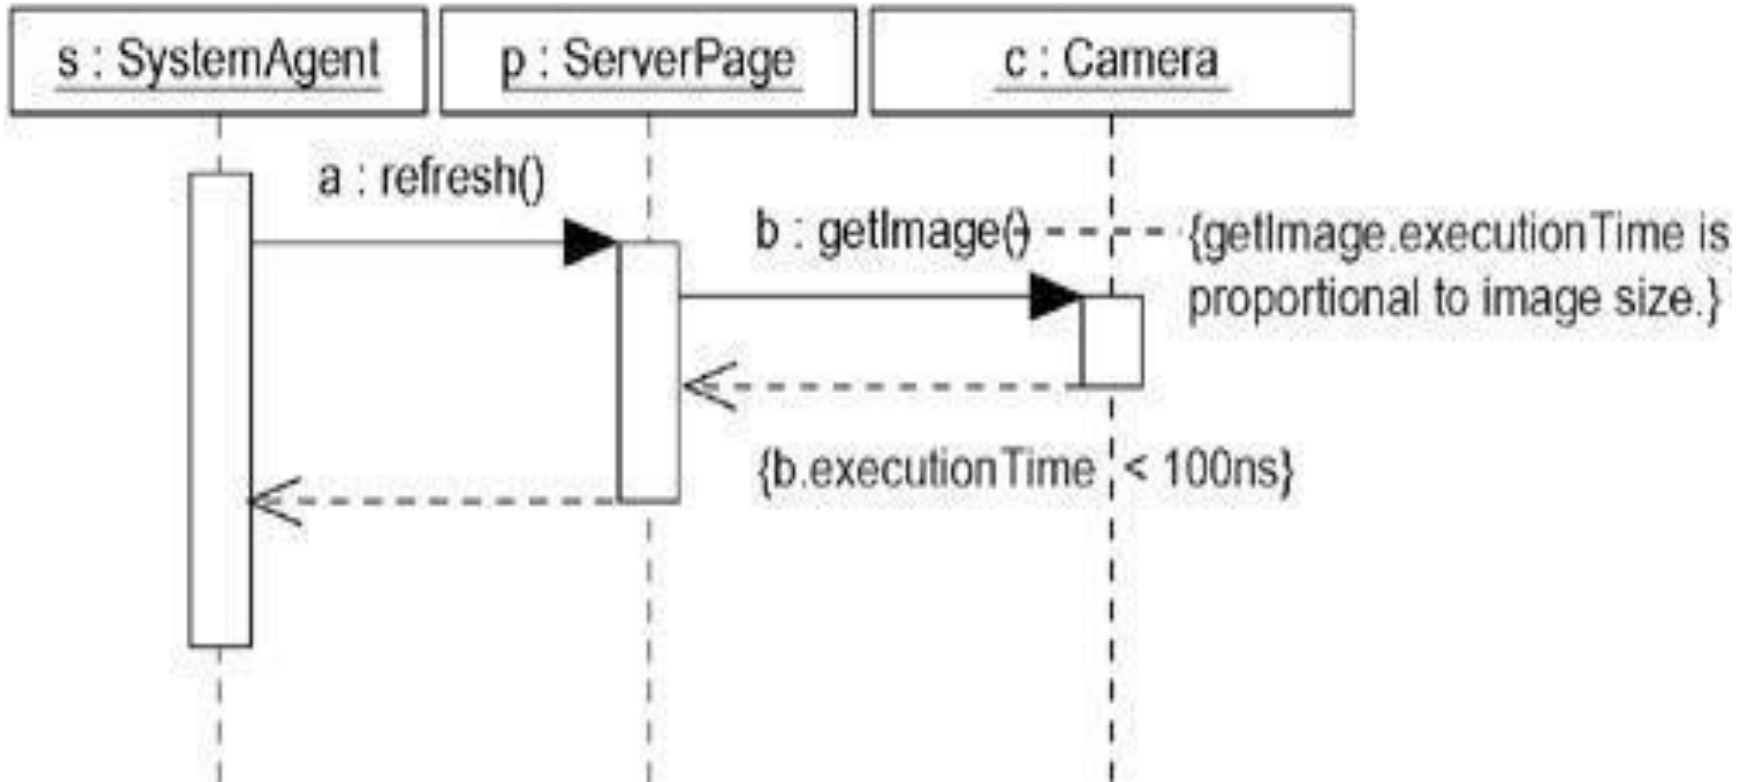 s : SystemAgent
p : ServerPage
c : Camera
a : refresh()
b : getImage()
{getImage.executionTime is
proportional to image size.}
{b.executionTime < 100ns}